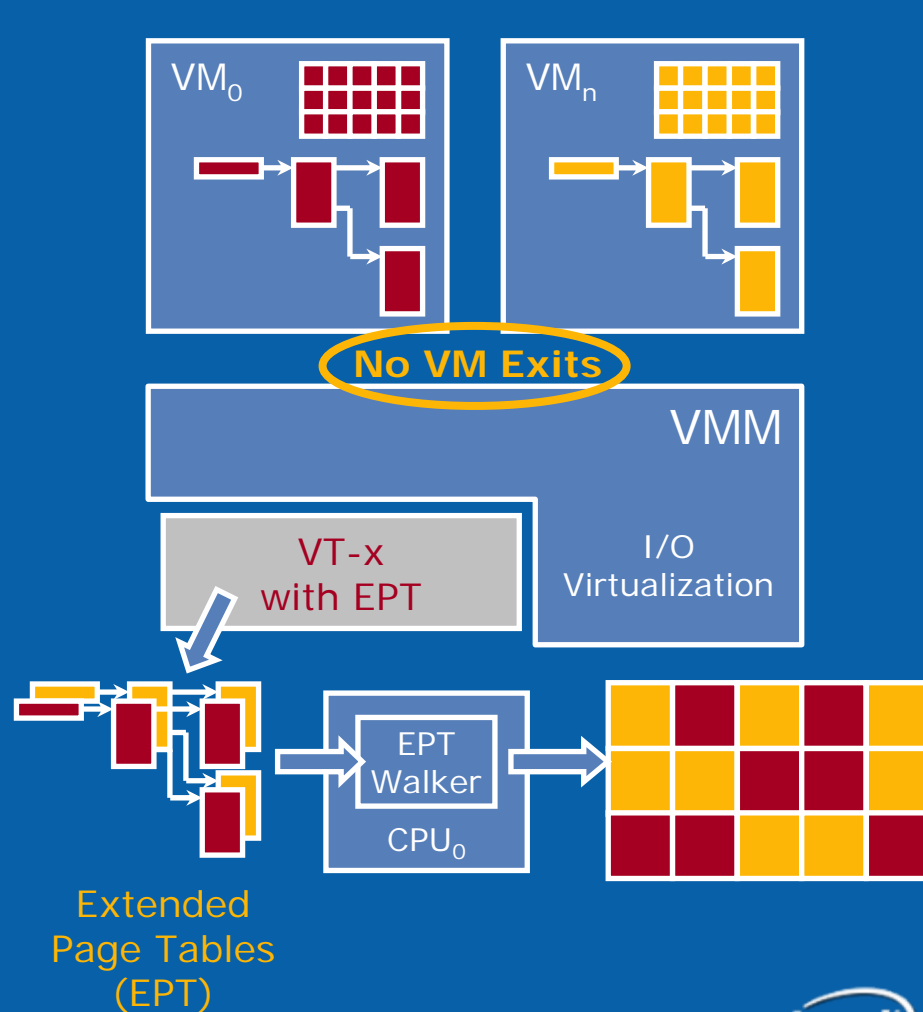 VM0
VMn
No VM Exits
VMM
VT-x
with EPT
I/O
Virtualization
EPT
Walker
CPU0
Extended
Page Tables
(EPT)